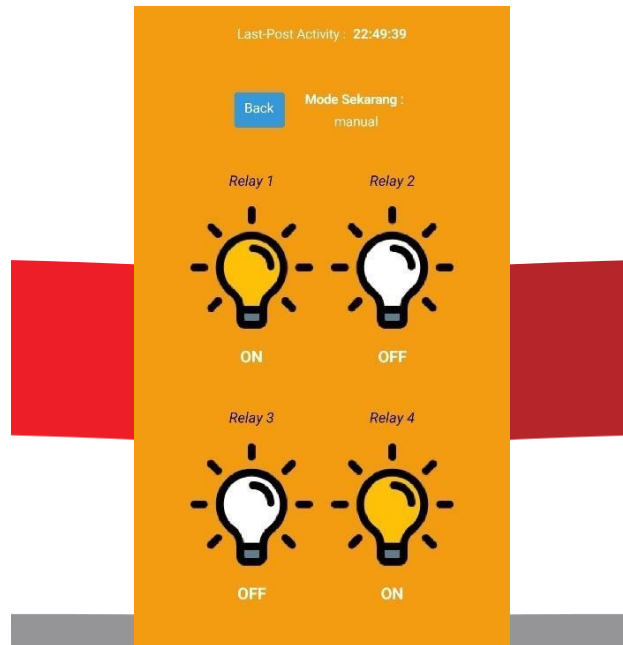 Last-Post Activity : 22:49:39
Back
Mode Sekarang :
manual
Relay 1
Relay 2
ON
OFF
Relay 3
Relay 4
OFF
ON